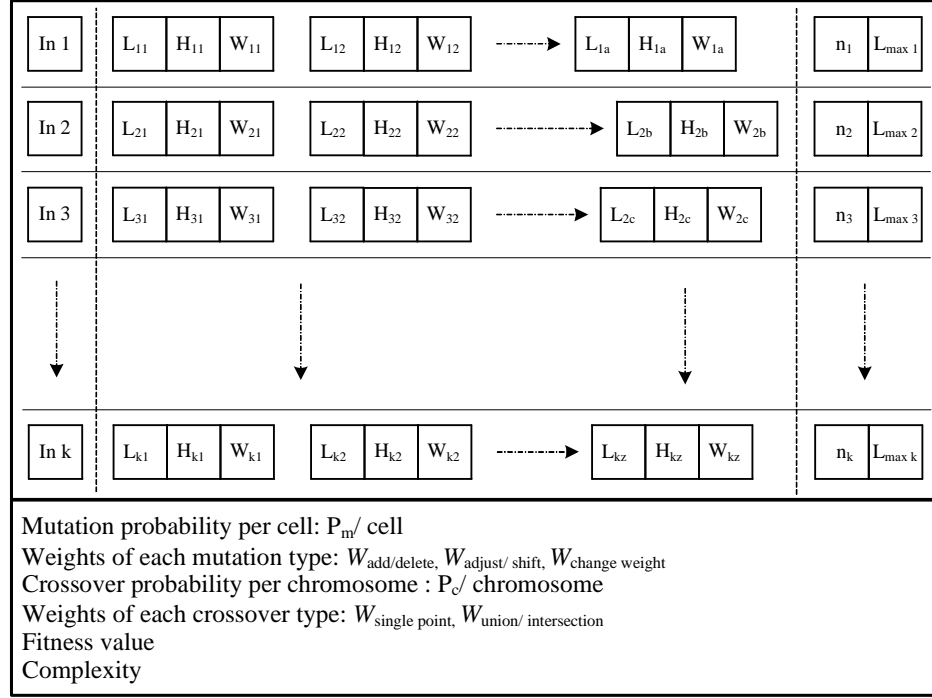 In 1 L11 H11 W11 L12 H12 W12 L1a H1a W1a n1 Lmax 1
In 2 L21 H21 W21 L22 H22 W22 L2b H2b W2b n2 Lmax 2
In 3 L31 H31 W31 L32 H32 W32 L2c H2c W2c n3 Lmax 3
In k Lk1 Hk1 Wk1 Lk2 Hk2 Wk2 Lkz Hkz Wkz nk Lmax k
Mutation probability per cell: Pm/ cell
Weights of each mutation type: Wadd/delete, Wadjust/ shift, Wchange weight
Crossover probability per chromosome : Pc/ chromosome
Weights of each crossover type: Wsingle point, Wunion/ intersection
Fitness value
Complexity